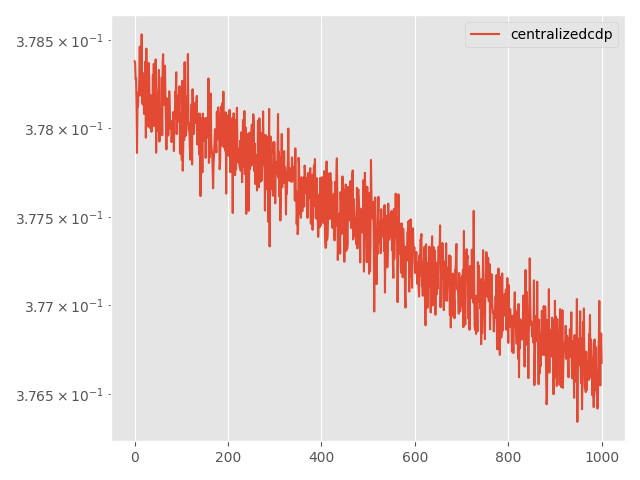 centralizedcdp
3.785 × 10⁻¹
3.78 × 10⁻¹
3.775 × 10⁻¹
3.77 × 10⁻¹
3.765 × 10⁻¹
0 200 400 600 800 1000